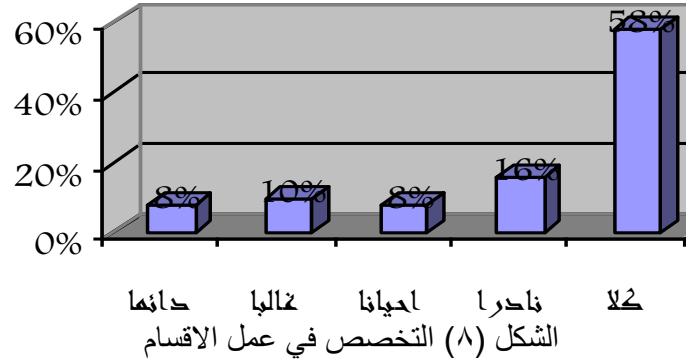 58%
60%
40%
20%
0%
8%
10%
8%
16%
دائما
غالبا
احيانا
نادرا
كلا
الشكل (٨) التخصص في عمل الاقسام